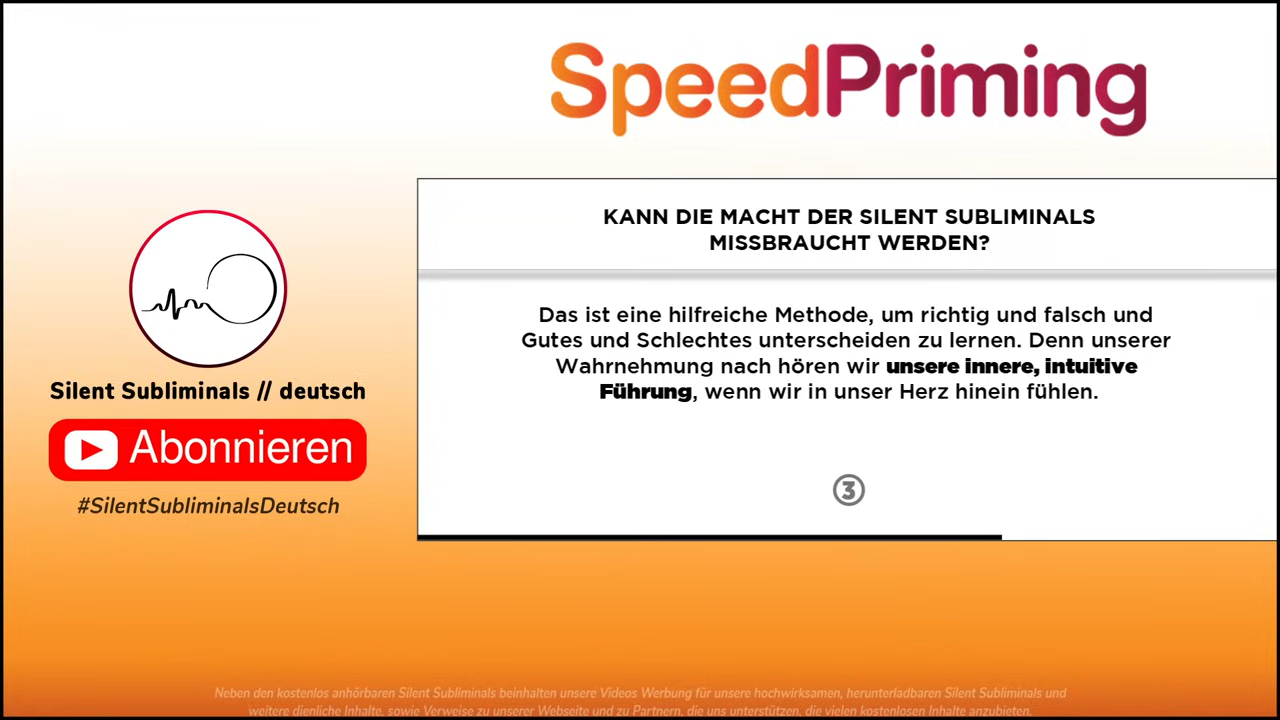 SpeedPriming
KANN DIE MACHT DER SILENT SUBLIMINALS
MISSBRAUCHT WERDEN?
Das ist eine hilfreiche Methode, um richtig und falsch und
Gutes und Schlechtes unterscheiden zu lernen. Denn unserer
Wahrnehmung nach hören wir unsere innere, intuitive
Führung, wenn wir in unser Herz hinein fühlen.
3
Silent Subliminals // deutsch
Abonnieren
#SilentSubliminalsDeutsch
Neben den kostenlos anhörbaren Silent Subliminals beinhalten unsere Videos Werbung für unsere hochwirksamen, herunterladbaren Silent Subliminals und
weitere dienliche Inhalte, sowie Verweise zu unserer Webseite und zu Partnern, die uns unterstützen, die vielen kostenlosen Inhalte anzubieten.